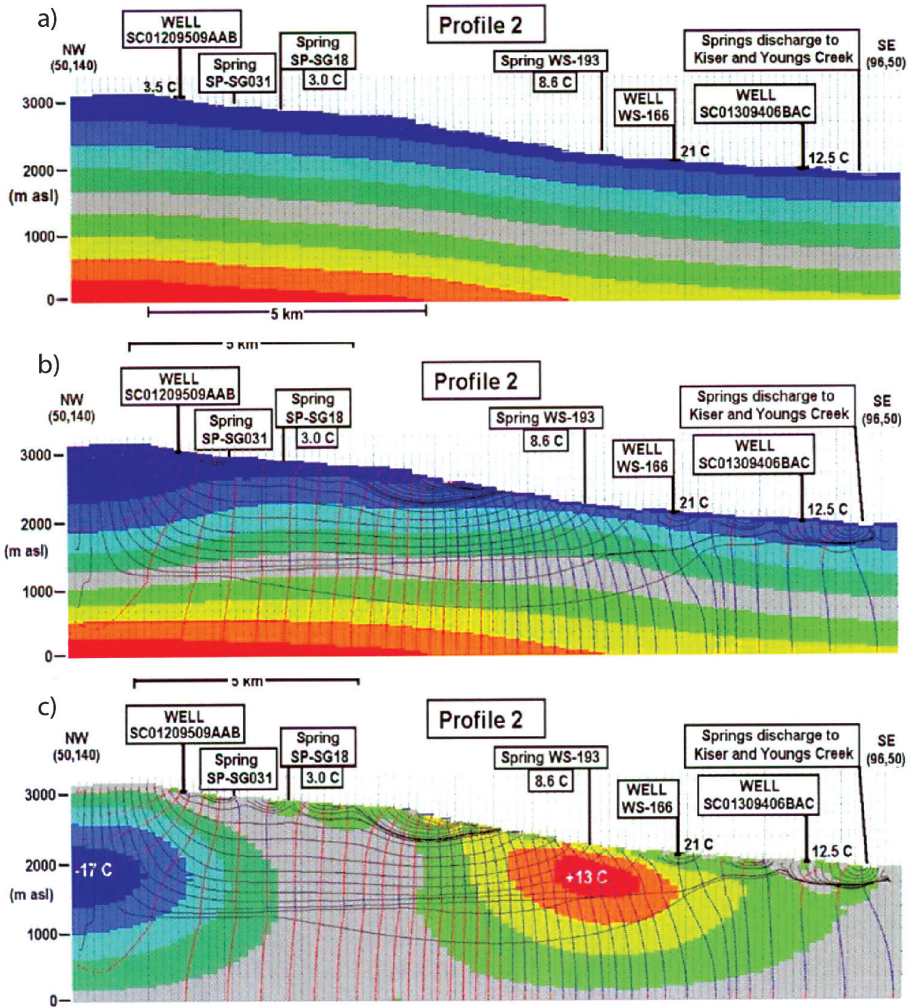 a)
WELL
SC01209509AAB
Spring
SP-SG18
3.0 C
Profile 2
Springs discharge to
Kiser and Youngs Creek
NW
(50,140)
Spring
SP-SG031
Spring WS-193
8.6 C
SE
(96,50)
3.5 C
WELL
WS-166
WELL
SC01309406BAC
3000
21 C
12.5 C
2000
(m asl)
1000
0
5 km
5 km
b)
NW
(50,140)
WELL
SC01209509AAB
Spring
SP-SG031
Spring
SP-SG18
3.0 C
Profile 2
Spring WS-193
8.6 C
Springs discharge to
Kiser and Youngs Creek
SE
(96,50)
WELL
WS-166
WELL
SC01309406BAC
3000
21 C
12.5 C
2000
(m asl)
1000
0
5 km
c)
NW
(50,140)
WELL
SC01209509AAB
Spring
SP-SG031
Spring
SP-SG18
3.0 C
Profile 2
Spring WS-193
8.6 C
Springs discharge to
Kiser and Youngs Creek
SE
(96,50)
WELL
WS-166
WELL
SC01309406BAC
3000
21 C
12.5 C
2000
-17 C
+13 C
(m asl)
1000
0